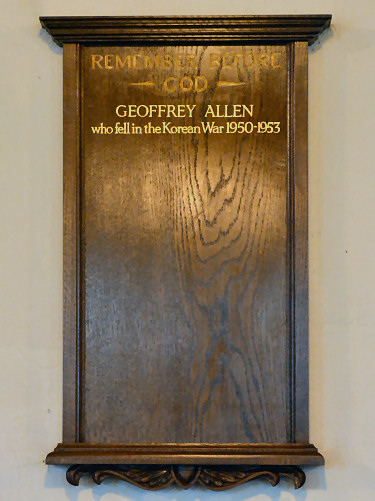 REMEMBER BEFORE
GOD
GEOFFREY ALLEN
who fell in the Korean War 1950-1953